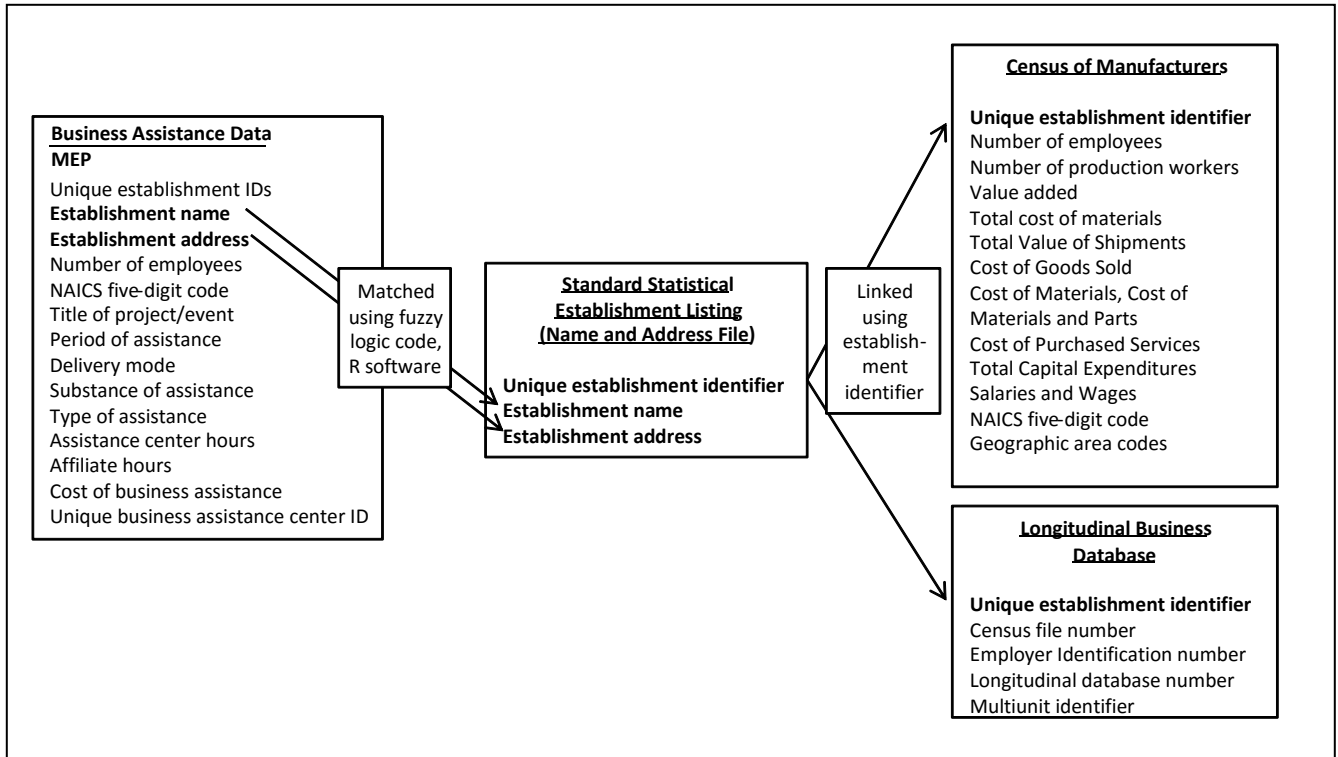 Business Assistance Data
MEP
Unique establishment IDs
Establishment name
Establishment address
Number of employees
NAICS five-digit code
Title of project/event
Period of assistance
Delivery mode
Substance of assistance
Type of assistance
Assistance center hours
Affiliate hours
Cost of business assistance
Unique business assistance center ID
Matched
using fuzzy
logic code,
R software
Standard Statistical
Establishment Listing
(Name and Address File)
Unique establishment identifier
Establishment name
Establishment address
Linked
using
establish-
ment
identifier
Census of Manufacturers
Unique establishment identifier
Number of employees
Number of production workers
Value added
Total cost of materials
Total Value of Shipments
Cost of Goods Sold
Cost of Materials, Cost of
Materials and Parts
Cost of Purchased Services
Total Capital Expenditures
Salaries and Wages
NAICS five-digit code
Geographic area codes
Longitudinal Business
Database
Unique establishment identifier
Census file number
Employer Identification number
Longitudinal database number
Multiunit identifier